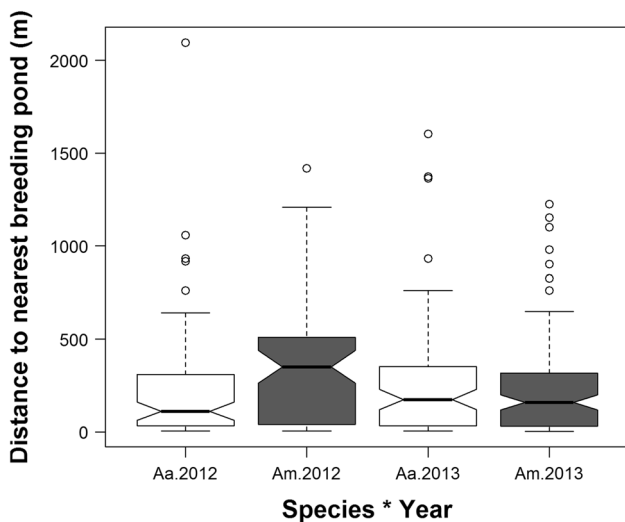 Distance to nearest breeding pond (m)
2000
1500
1000
500
0
Aa.2012 Am.2012 Aa.2013 Am.2013
Species * Year